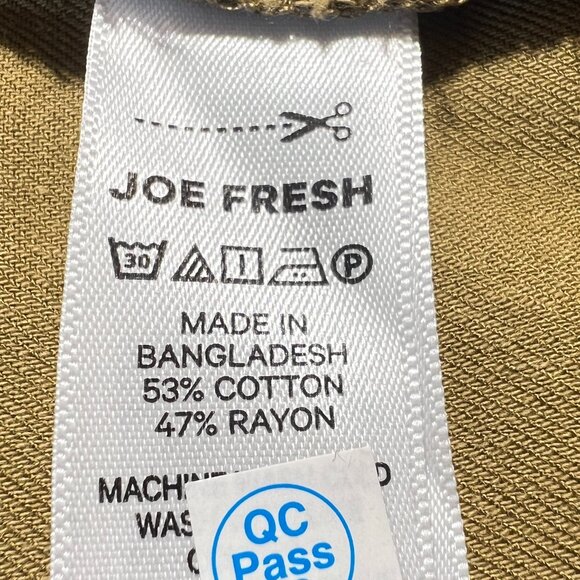 JOE FRESH
30 P
MADE IN
BANGLADESH
53% COTTON
47% RAYON
QC
Pass